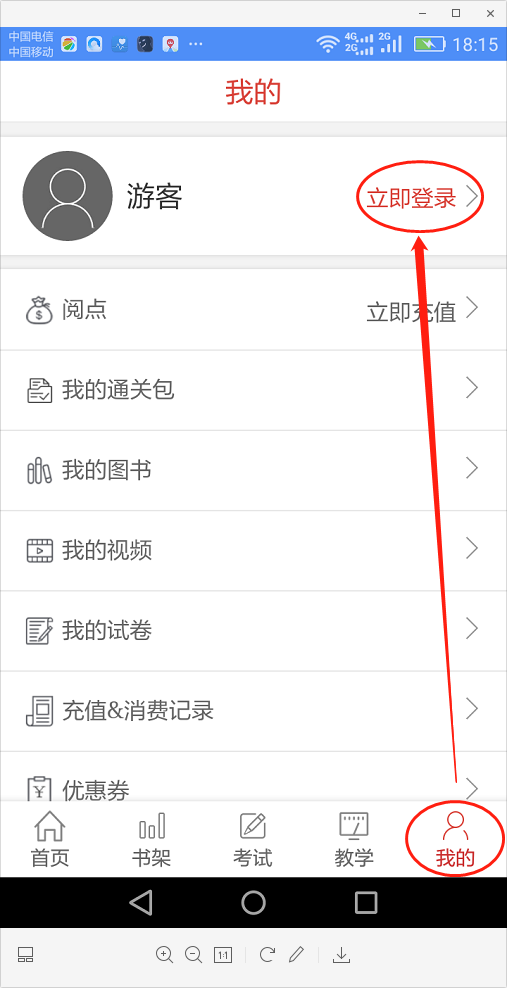 中国电信
中国移动
4G
2G
2G
18:15
我的
游客
立即登录
阅点
立即充值
我的通关包
我的图书
我的视频
我的试卷
充值&消费记录
优惠券
首页
书架
考试
教学
我的
1:1